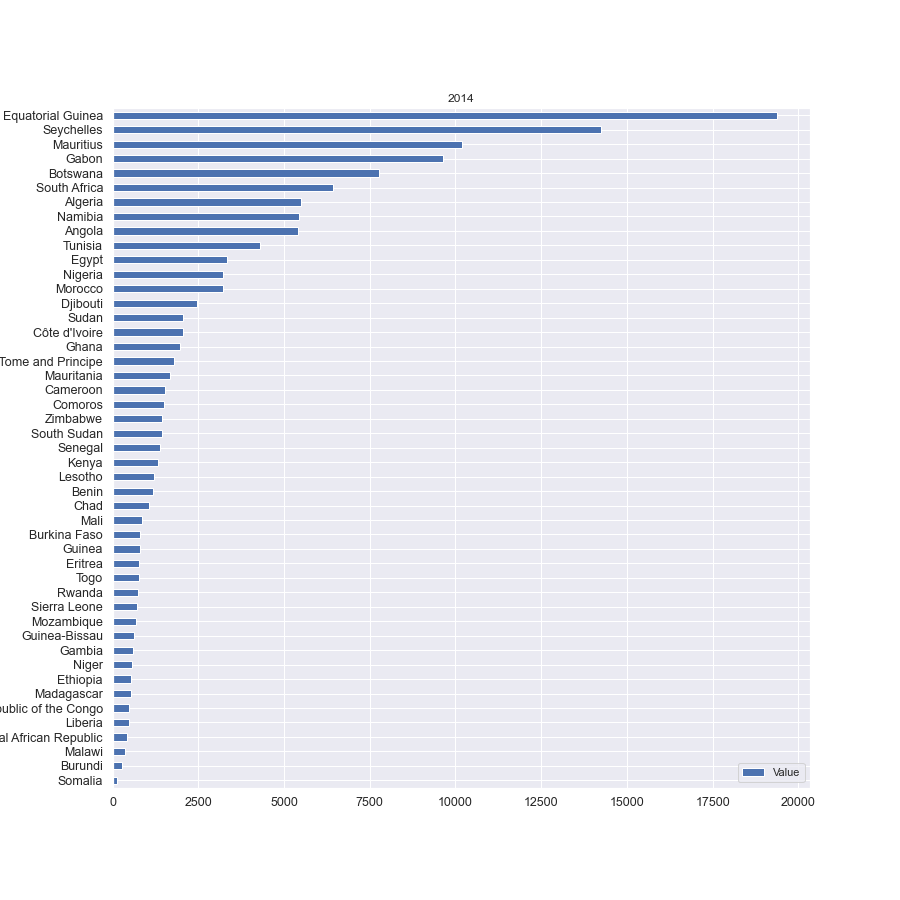 2014
Equatorial Guinea
Seychelles
Mauritius
Gabon
Botswana
South Africa
Algeria
Namibia
Angola
Tunisia
Egypt
Nigeria
Morocco
Djibouti
Sudan
Côte d'Ivoire
Ghana
Tome and Principe
Mauritania
Cameroon
Comoros
Zimbabwe
South Sudan
Senegal
Kenya
Lesotho
Benin
Chad
Mali
Burkina Faso
Guinea
Eritrea
Togo
Rwanda
Sierra Leone
Mozambique
Guinea-Bissau
Gambia
Niger
Ethiopia
Madagascar
public of the Congo
Liberia
al African Republic
Malawi
Burundi
Somalia
Value
0 2500 5000 7500 10000 12500 15000 17500 20000